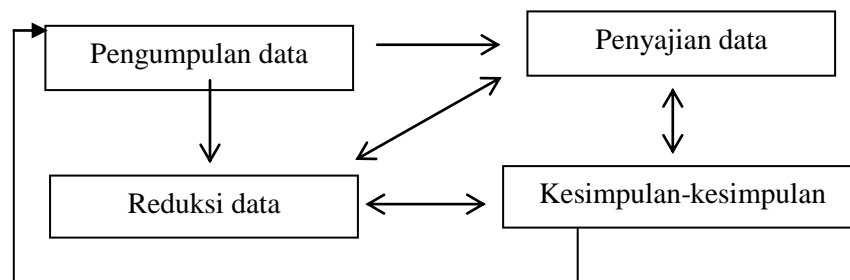 Pengumpulan data
Penyajian data
Reduksi data
Kesimpulan-kesimpulan